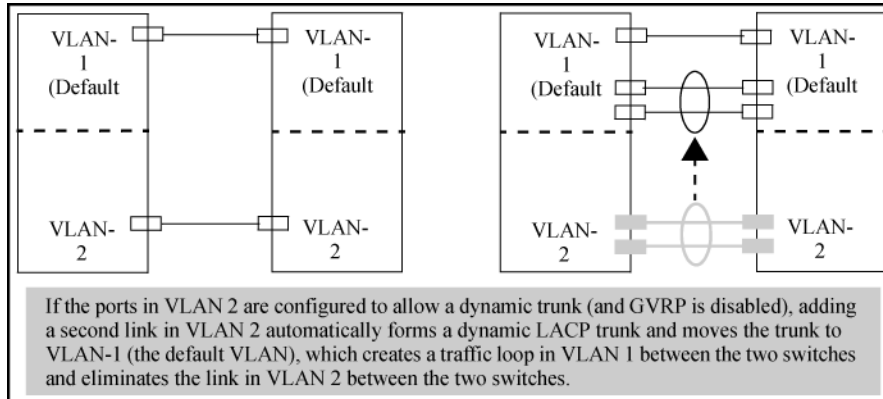 VLAN-
1
(Default
VLAN-
1
(Default
VLAN-
1
(Default
VLAN-
1
(Default
VLAN-
2
VLAN-
2
VLAN-
2
VLAN-
2
If the ports in VLAN 2 are configured to allow a dynamic trunk (and GVRP is disabled), adding
a second link in VLAN 2 automatically forms a dynamic LACP trunk and moves the trunk to
VLAN-1 (the default VLAN), which creates a traffic loop in VLAN 1 between the two switches
and eliminates the link in VLAN 2 between the two switches.